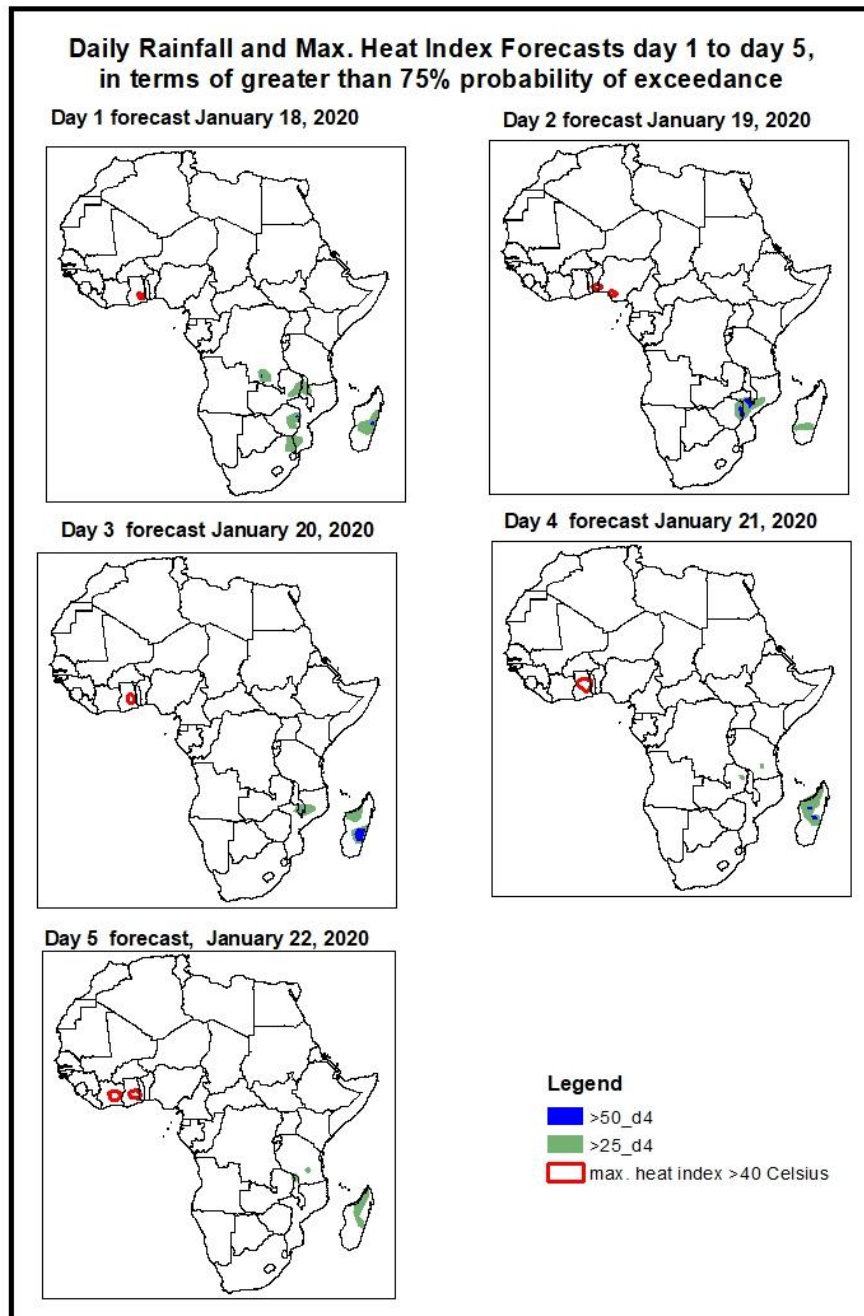 Daily Rainfall and Max. Heat Index Forecasts day 1 to day 5,
in terms of greater than 75% probability of exceedance
Day 1 forecast January 18, 2020
Day 2 forecast January 19, 2020
Day 3 forecast January 20, 2020
Day 4 forecast January 21, 2020
Day 5 forecast, January 22, 2020
Legend
>50_d4
>25_d4
max. heat index >40 Celsius